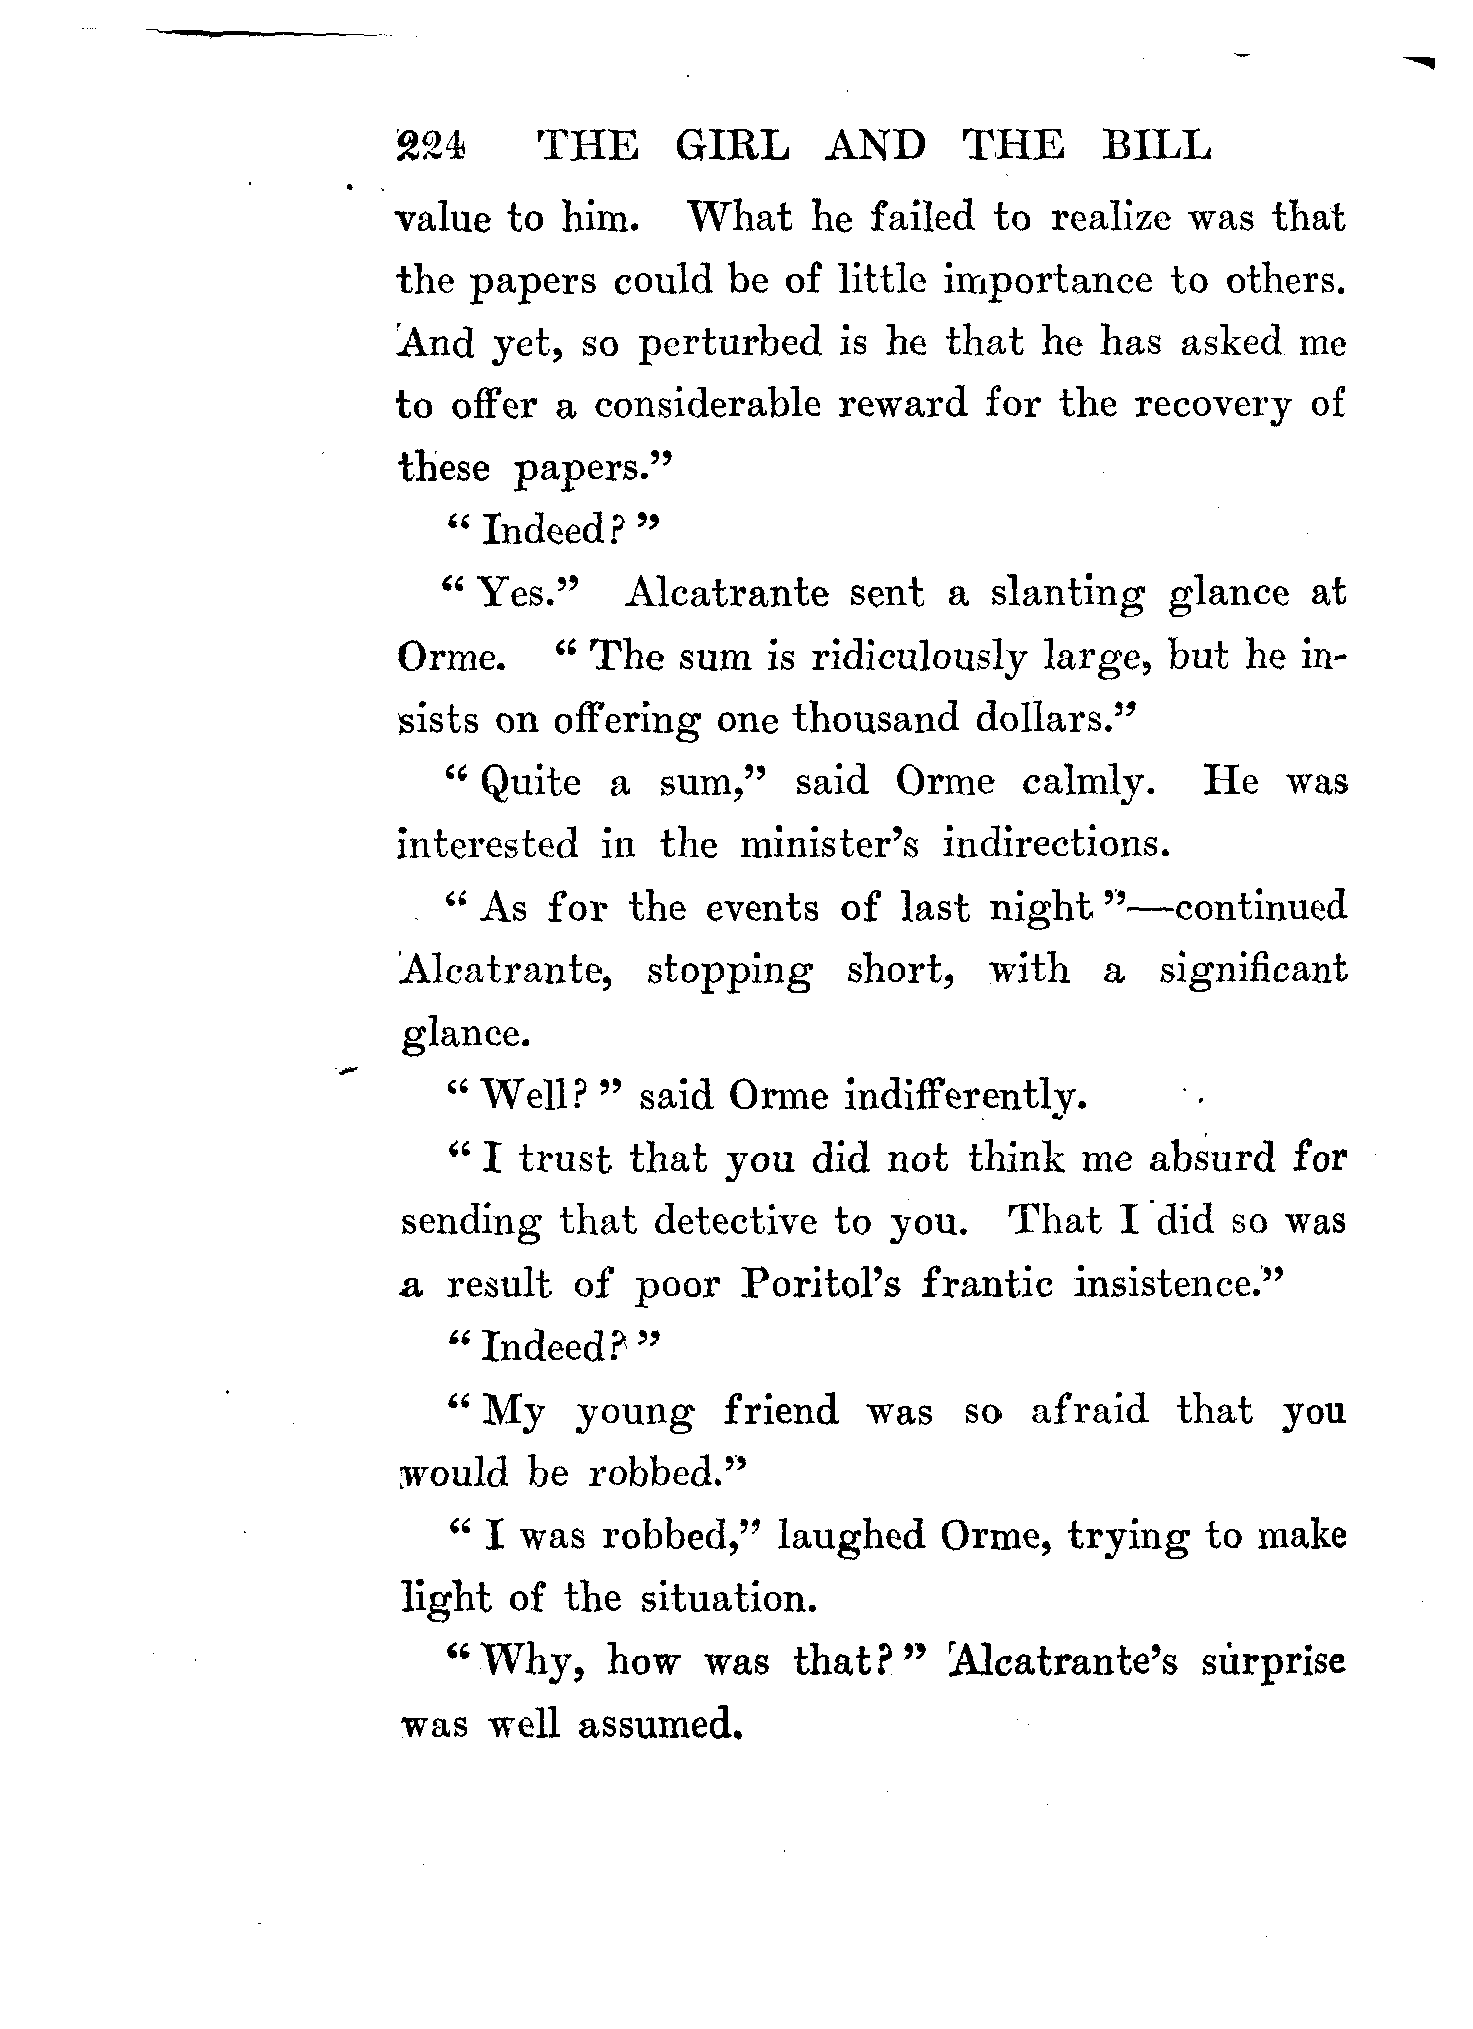 224 THE GIRL AND THE BILL
value to him. What he failed to realize was that
the papers could be of little importance to others.
And yet, so perturbed is he that he has asked me
to offer a considerable reward for the recovery of
these papers.”
“ Indeed? ”
“ Yes.” Alcatrante sent a slanting glance at
Orme. “ The sum is ridiculously large, but he in-
sists on offering one thousand dollars.”
“ Quite a sum,” said Orme calmly. He was
interested in the minister’s indirections.
“ As for the events of last night ”—continued
Alcatrante, stopping short, with a significant
glance.
“ Well? ” said Orme indifferently.
“ I trust that you did not think me absurd for
sending that detective to you. That I did so was
a result of poor Poritol’s frantic insistence.”
“ Indeed? ”
“ My young friend was so afraid that you
would be robbed.”
“ I was robbed,” laughed Orme, trying to make
light of the situation.
“ Why, how was that? ” Alcatrante’s surprise
was well assumed.